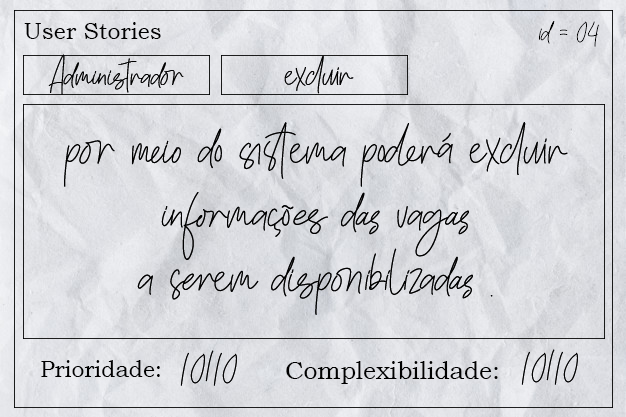 User Stories
id = 04
Administrador
excluir
por meio do sistema poderá excluir
informações das vagas
a serem disponibilizadas .
Prioridade: 10/10
Complexibilidade: 10/10